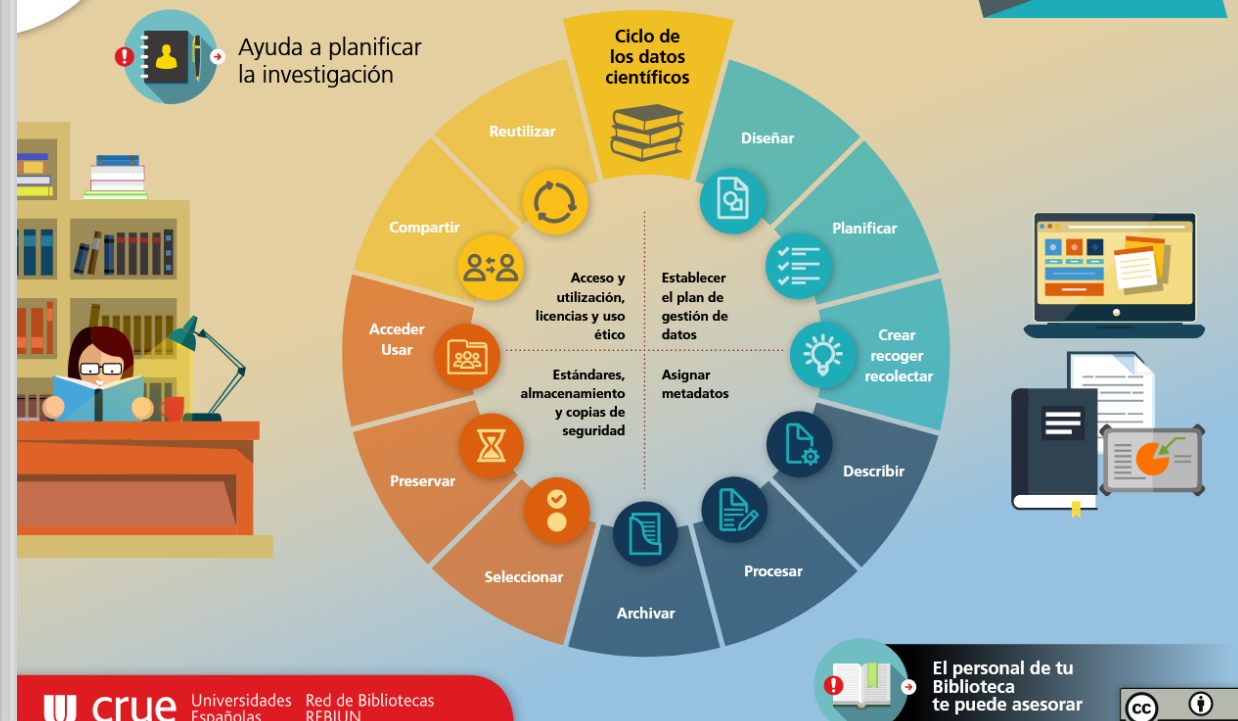 Ayuda a planificar
la investigación
Ciclo de
los datos
científicos
Diseñar
Planificar
Crear
recoger
recolectar
Describir
Procesar
Archivar
Seleccionar
Preservar
Acceder
Usar
Compartir
Reutilizar
Acceso y
utilización,
licencias y uso
ético
Establecer
el plan de
gestión de
datos
Estándares,
almacenamiento
y copias de
seguridad
Asignar
metadatos
crue
Universidades
Españolas
Red de Bibliotecas
REBIUN
El personal de tu
Biblioteca
te puede asesorar
cc